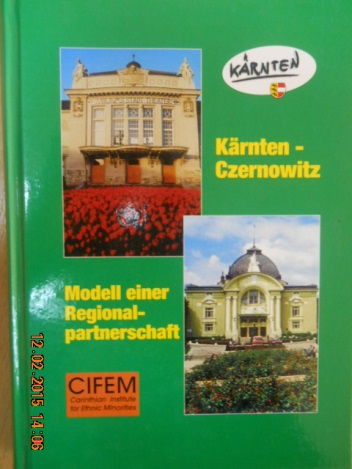 KÄRNTEN
Kärnten -
Czernowitz
Modell einer
Regional-
partnerschaft
CIFEM
Carinthian Institute
for Ethnic Minorities
12.02.2015 14:06